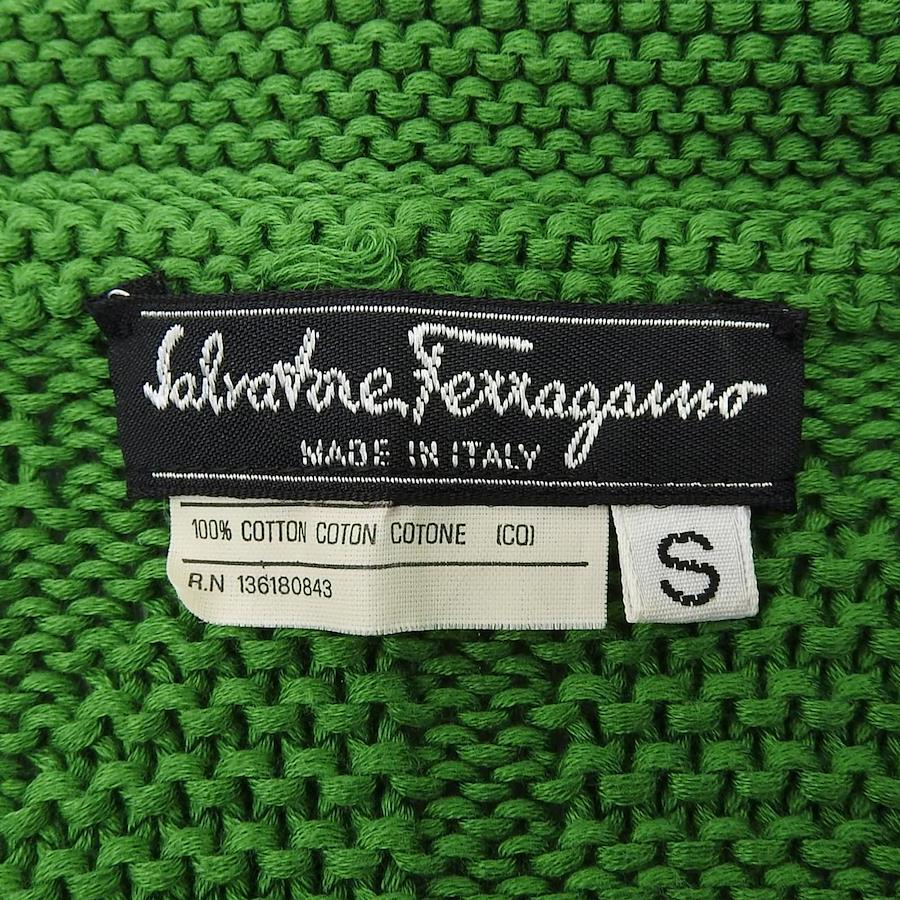 Salvatore Ferragamo
MADE IN ITALY
100% COTTON COTON COTONE (CO)
R.N 136180843
S